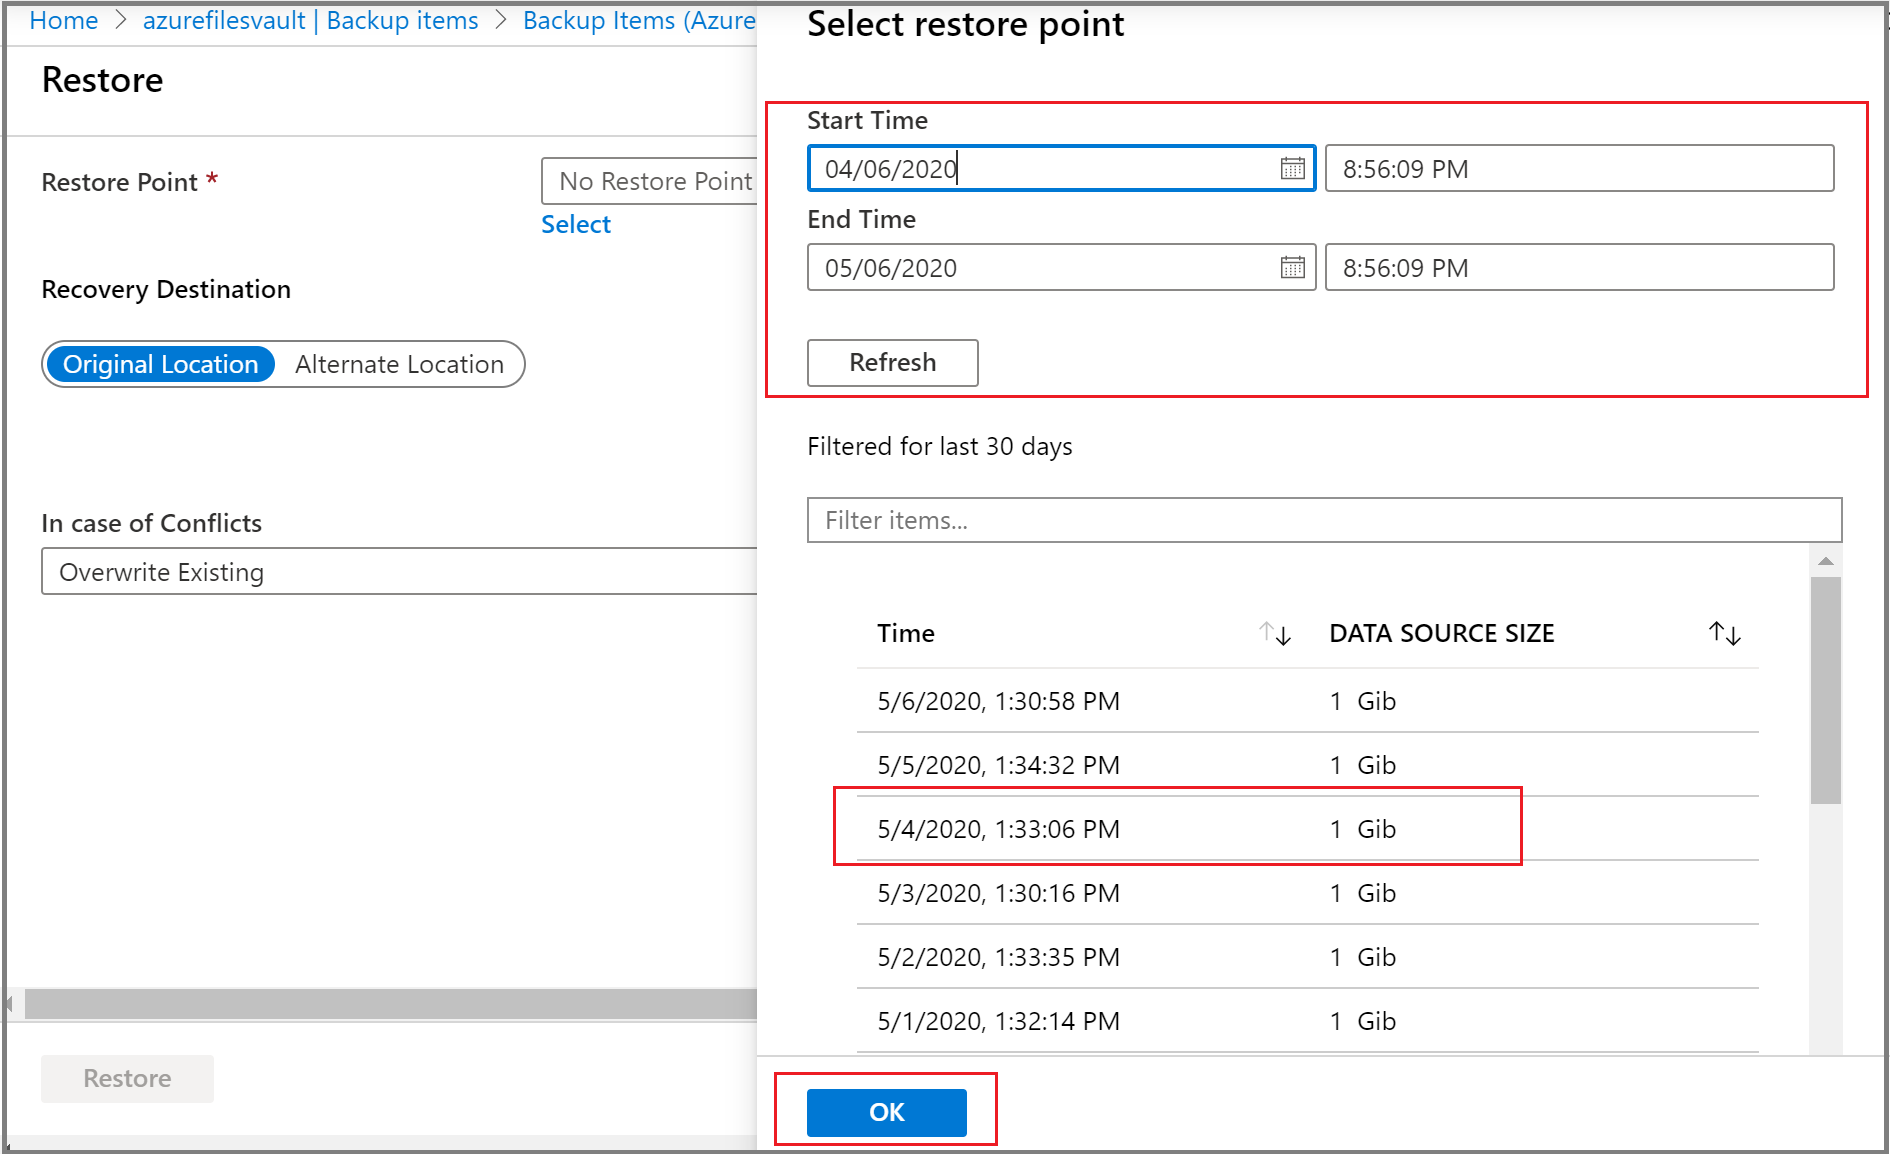 Home > azurefilesvault | Backup items > Backup Items (Azure
Restore
Restore Point *
No Restore Point
Select
Recovery Destination
Original Location Alternate Location
In case of Conflicts
Overwrite Existing
Restore
Select restore point
Start Time
04/06/2020 8:56:09 PM
End Time
05/06/2020 8:56:09 PM
Refresh
Filtered for last 30 days
Filter items...
Time DATA SOURCE SIZE
5/6/2020, 1:30:58 PM 1 Gib
5/5/2020, 1:34:32 PM 1 Gib
5/4/2020, 1:33:06 PM 1 Gib
5/3/2020, 1:30:16 PM 1 Gib
5/2/2020, 1:33:35 PM 1 Gib
5/1/2020, 1:32:14 PM 1 Gib
OK